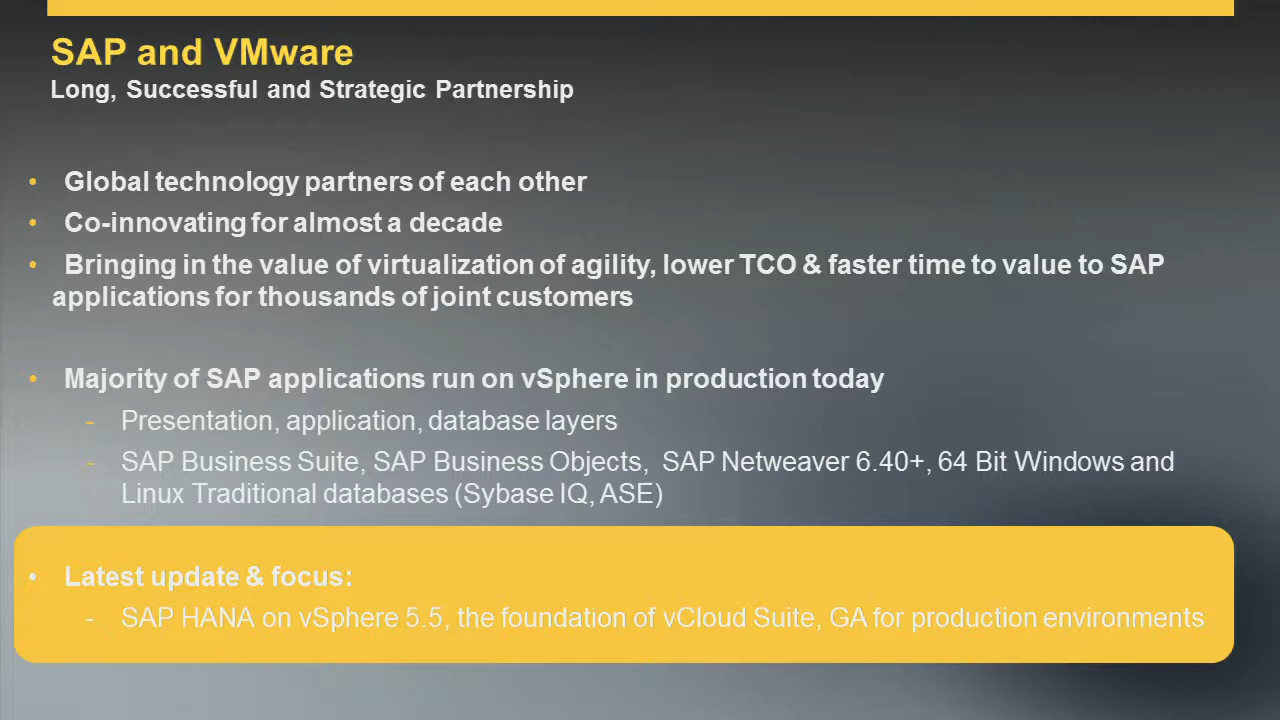 SAP and VMware
Long, Successful and Strategic Partnership
• Global technology partners of each other
• Co-innovating for almost a decade
• Bringing in the value of virtualization of agility, lower TCO & faster time to value to SAP
applications for thousands of joint customers
• Majority of SAP applications run on vSphere in production today
- Presentation, application, database layers
- SAP Business Suite, SAP Business Objects, SAP Netweaver 6.40+, 64 Bit Windows and
Linux Traditional databases (Sybase IQ, ASE)
• Latest update & focus:
- SAP HANA on vSphere 5.5, the foundation of vCloud Suite, GA for production environments